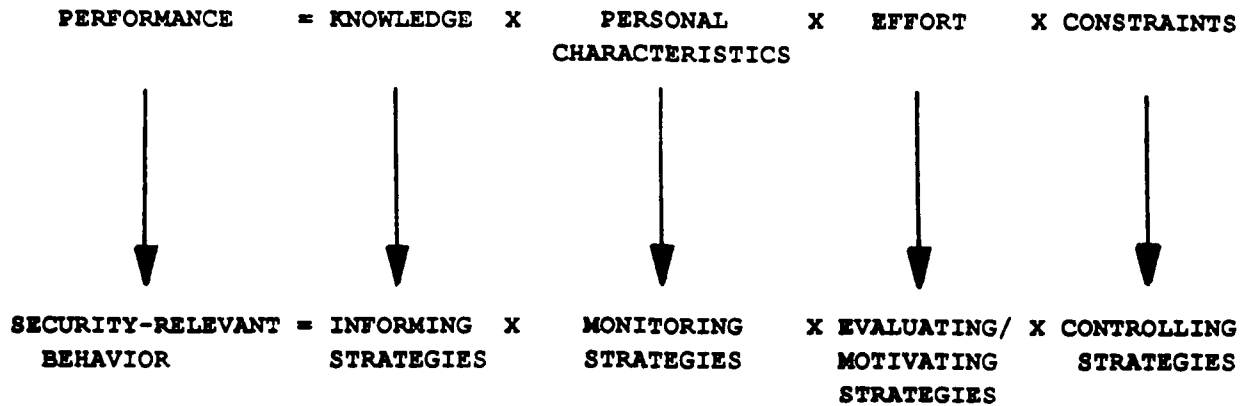 PERFORMANCE = KNOWLEDGE X PERSONAL X EFFORT X CONSTRAINTS
CHARACTERISTICS
SECURITY-RELEVANT = INFORMING X MONITORING X EVALUATING/ X CONTROLLING
BEHAVIOR STRATEGIES STRATEGIES MOTIVATING STRATEGIES
STRATEGIES